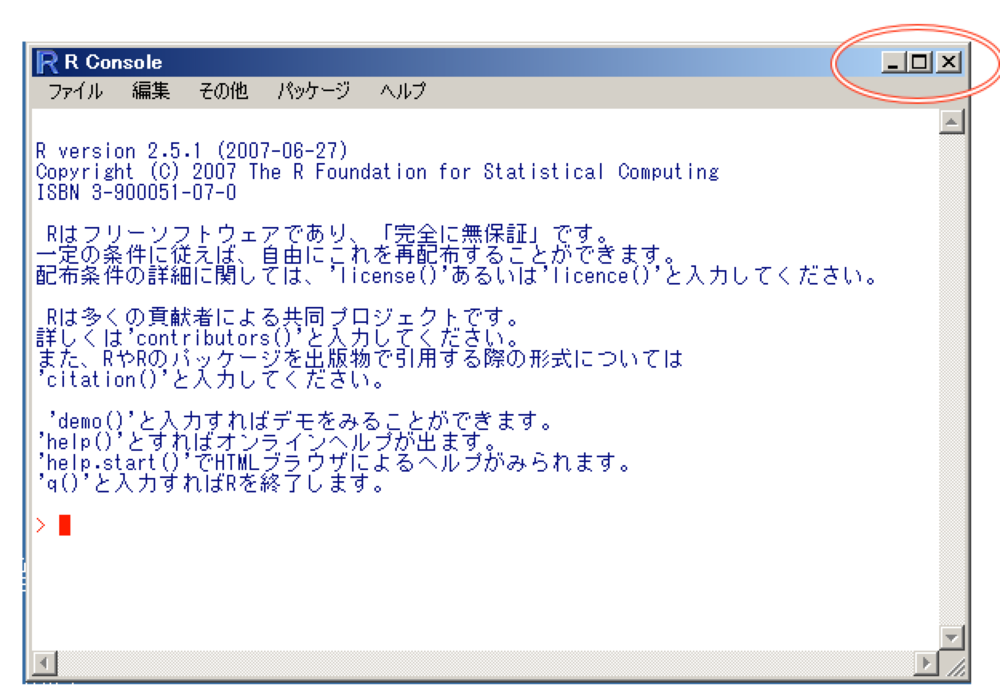 R R Console
ファイル 編集 その他 パッケージ ヘルプ
R version 2.5.1 (2007-06-27)
Copyright (C) 2007 The R Foundation for Statistical Computing
ISBN 3-900051-07-0
Rはフリーソフトウェアであり、「完全に無保証」です。
一定の条件に従えば、自由にこれを再配布することができます。
配布条件の詳細に関しては、'license()'あるいは'licence()'と入力してください。
Rは多くの貢献者による共同プロジェクトです。
詳しくは'contributors()'と入力してください。
また、RやRのパッケージを出版物で引用する際の形式については
'citation()'と入力してください。
'demo()'と入力すればデモをみることができます。
'help()'とすればオンラインヘルプが出ます。
'help.start()'でHTMLブラウザによるヘルプがみられます。
'q()'と入力すればRを終了します。
>